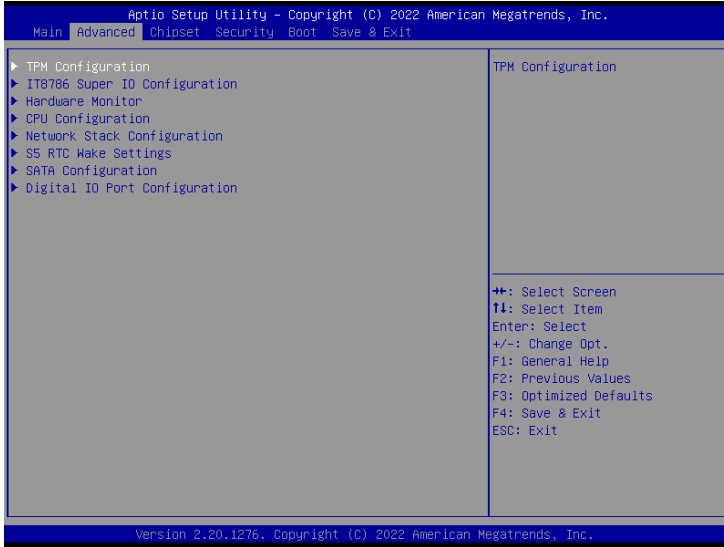 Aptio Setup Utility – Copyright (C) 2022 American Megatrends, Inc.
Main Advanced Chipset Security Boot Save & Exit
TPM Configuration
IT8786 Super IO Configuration
Hardware Monitor
CPU Configuration
Network Stack Configuration
S5 RTC Wake Settings
SATA Configuration
Digital IO Port Configuration
TPM Configuration
→←: Select Screen
↑↓: Select Item
Enter: Select
+/-: Change Opt.
F1: General Help
F2: Previous Values
F3: Optimized Defaults
F4: Save & Exit
ESC: Exit
Version 2.20.1276. Copyright (C) 2022 American Megatrends, Inc.